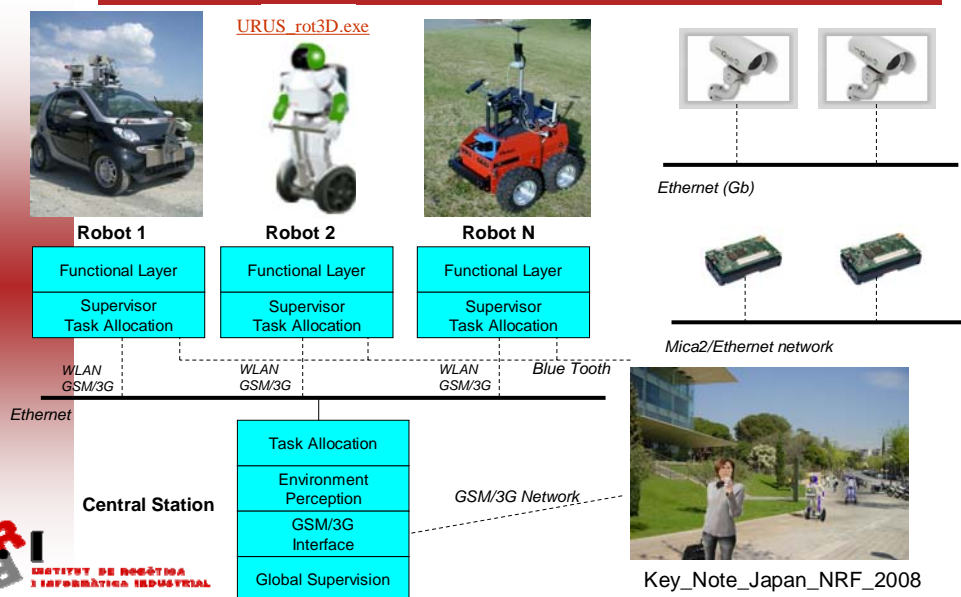 URUS_rot3D.exe
Robot 1
Robot 2
Robot N
Functional Layer
Supervisor
Task Allocation
Functional Layer
Supervisor
Task Allocation
Functional Layer
Supervisor
Task Allocation
WLAN
GSM/3G
WLAN
GSM/3G
WLAN
GSM/3G
Blue Tooth
Ethernet
Ethernet (Gb)
Mica2/Ethernet network
Central Station
Task Allocation
Environment
Perception
GSM/3G
Interface
Global Supervision
GSM/3G Network
INSTITUT DE ROBÒTICA
I INFORMÀTICA INDUSTRIAL
Key_Note_Japan_NRF_2008